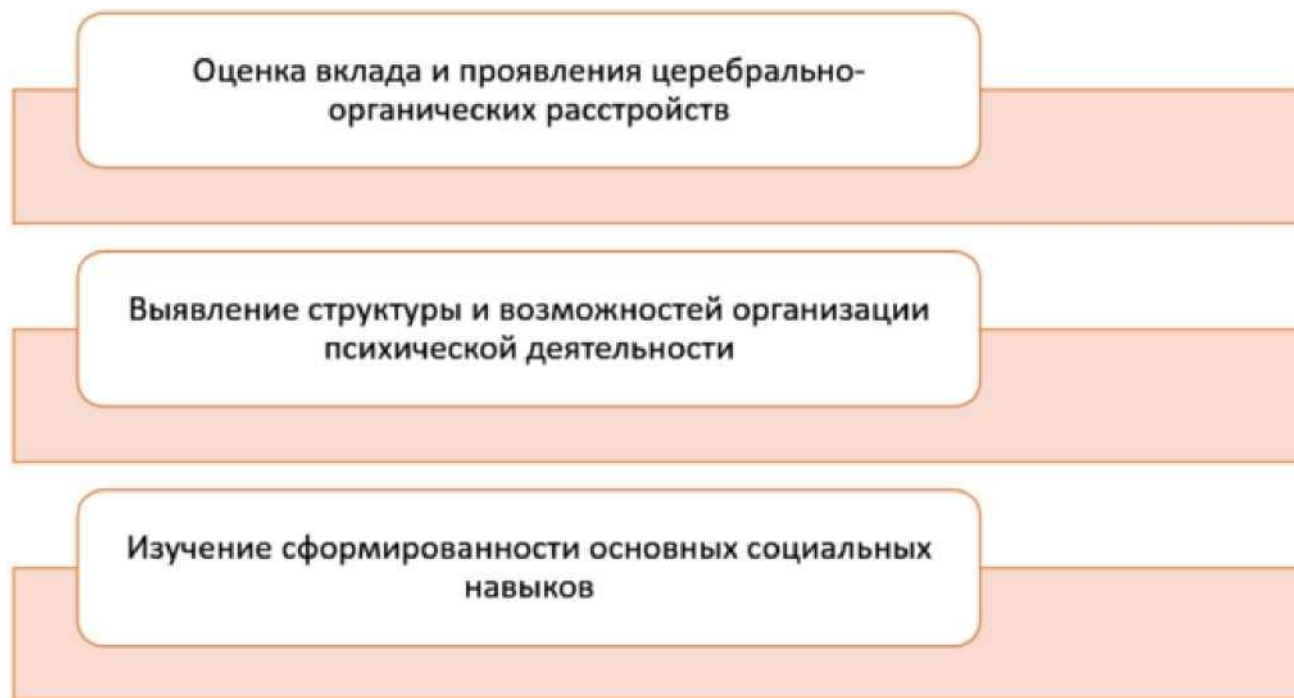 Оценка вклада и проявления церебрально-
органических расстройств
Выявление структуры и возможностей организации
психической деятельности
Изучение сформированности основных социальных
навыков